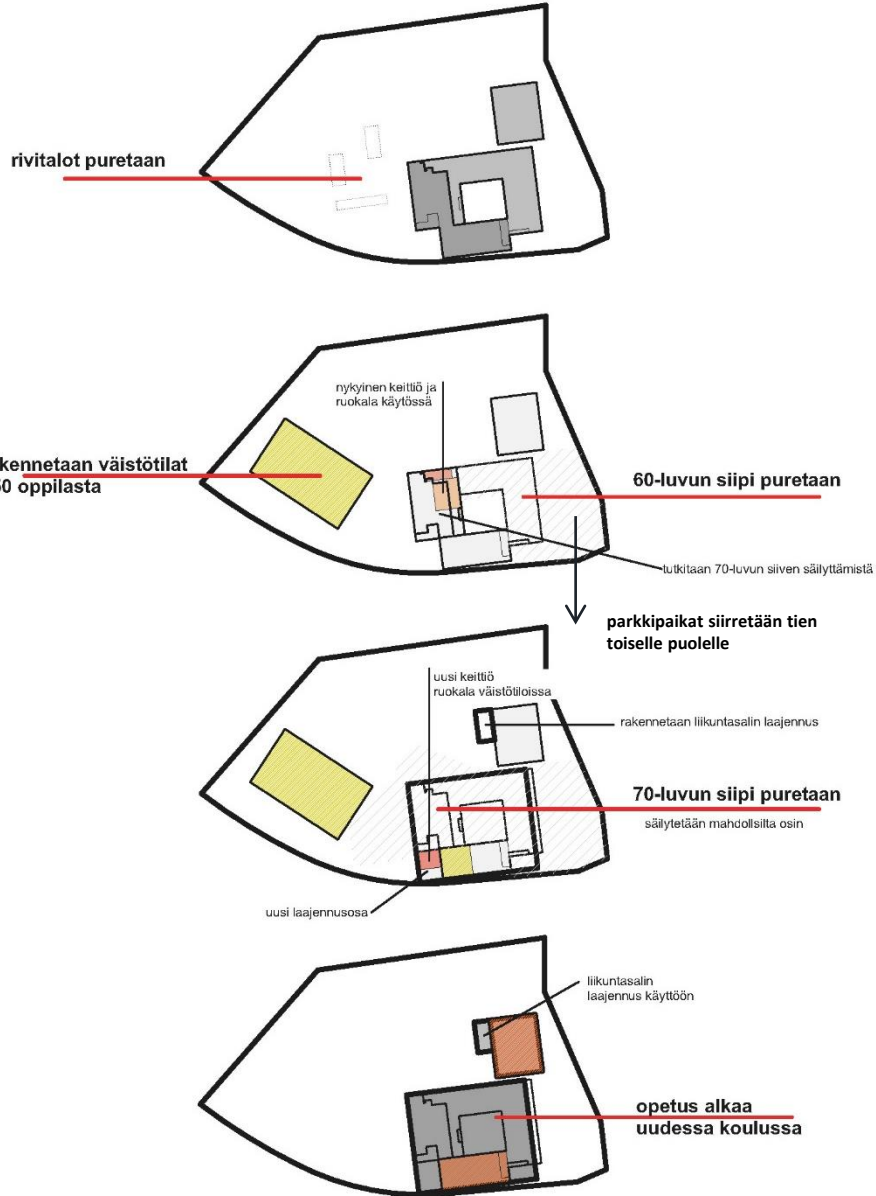 rivitalot puretaan
nykyinen keittiö ja
ruokala käytössä
kennetaan väistötilat
50 oppilasta
60-luvun siipi puretaan
tutkitaan 70-luvun siiven säilyttämistä
parkkipaikat siirretään tien
toiselle puolelle
uusi keittiö
ruokala väistötiloissa
rakennetaan liikuntasalin laajennus
70-luvun siipi puretaan
säilytetään mahdollsilta osin
uusi laajennusosa
liikuntasalin
laajennus käyttöön
opetus alkaa
uudessa koulussa